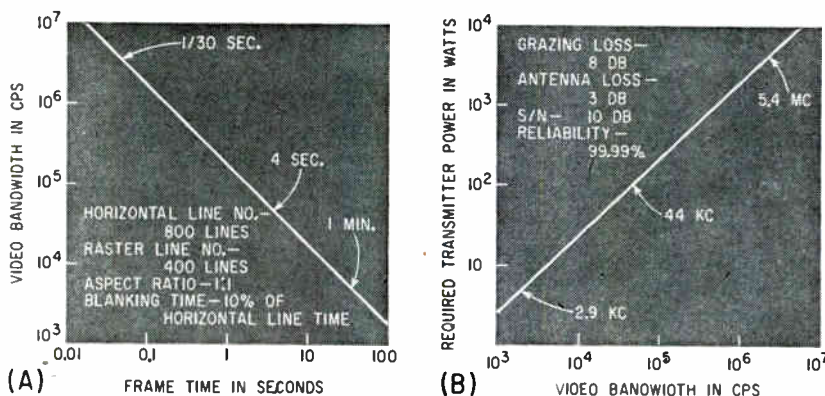 10⁷
10⁶
10⁵
10⁴
10³
VIDEO BANDWIDTH IN CPS
1/30 SEC.
4 SEC.
1 MIN.
HORIZONTAL LINE NO.—
800 LINES
RASTER LINE NO.—
400 LINES
ASPECT RATIO—1:1
BLANKING TIME—10% OF
HORIZONTAL LINE TIME
0.01 0.1 1 10 100
(A) FRAME TIME IN SECONDS
10⁴
10³
10²
10
1
REQUIRED TRANSMITTER POWER IN WATTS
GRAZING LOSS—
8 DB
ANTENNA LOSS—
3 DB
S/N— 10 DB
RELIABILITY—
99.99%
5.4 MC
44 KC
2.9 KC
10³ 10⁴ 10⁵ 10⁶ 10⁷
(B) VIDEO BANDWIDTH IN CPS